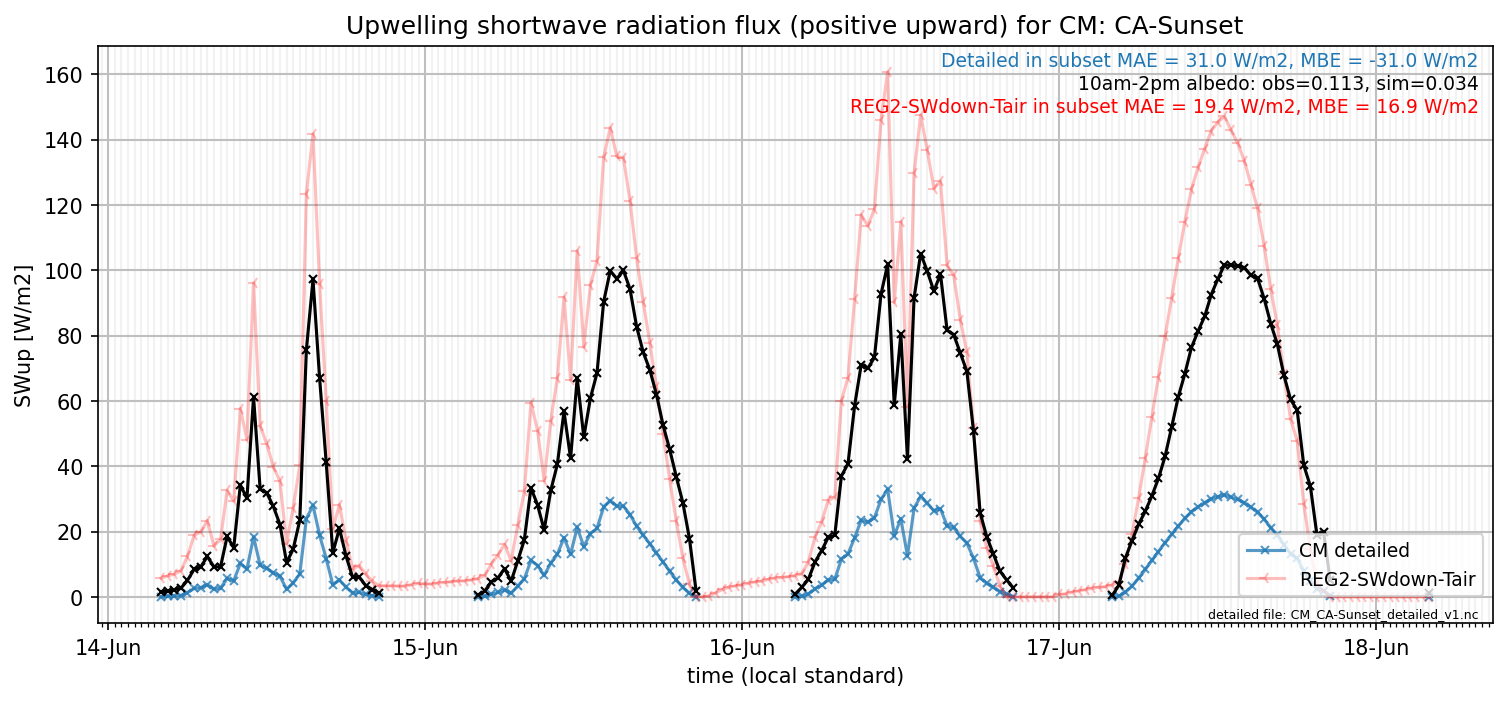 Upwelling shortwave radiation flux (positive upward) for CM: CA-Sunset
Detailed in subset MAE = 31.0 W/m2, MBE = -31.0 W/m2
10am-2pm albedo: obs=0.113, sim=0.034
REG2-SWdown-Tair in subset MAE = 19.4 W/m2, MBE = 16.9 W/m2
SWup [W/m2]
160
140
120
100
80
60
40
20
0
CM detailed
REG2-SWdown-Tair
detailed file: CM_CA-Sunset_detailed_v1.nc
14-Jun
15-Jun
16-Jun
17-Jun
18-Jun
time (local standard)